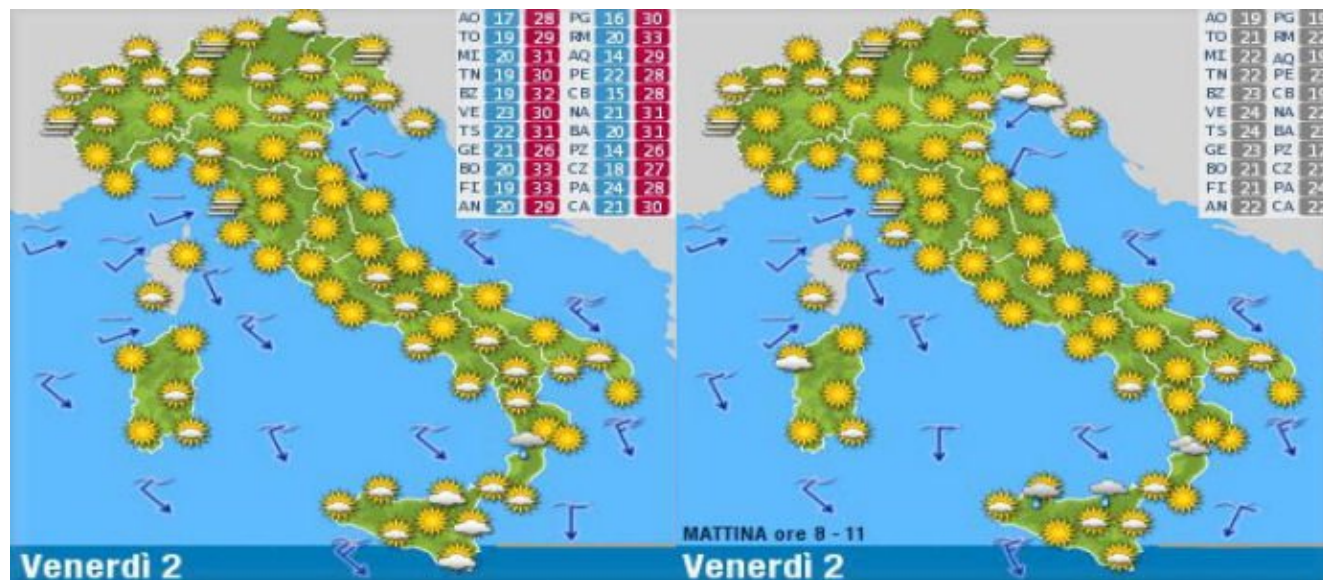 AO 17 28 PG 16 30
TO 19 29 RM 20 33
MI 20 31 AQ 14 29
TN 19 30 PE 22 28
BZ 19 32 CB 15 28
VE 23 30 NA 21 31
TS 22 31 BA 20 31
GE 21 26 PZ 14 26
BO 20 33 CZ 18 27
FI 19 33 PA 24 28
AN 20 29 CA 21 30
Venerdì 2
AO 19 PG
TO 21 RM
MI 22 AQ
TN 22 PE
BZ 23 CB
VE 24 NA
TS 24 BA
GE 23 PZ
BO 21 CZ
FI 21 PA
AN 22 CA
MATTINA ore 8 - 11
Venerdì 2